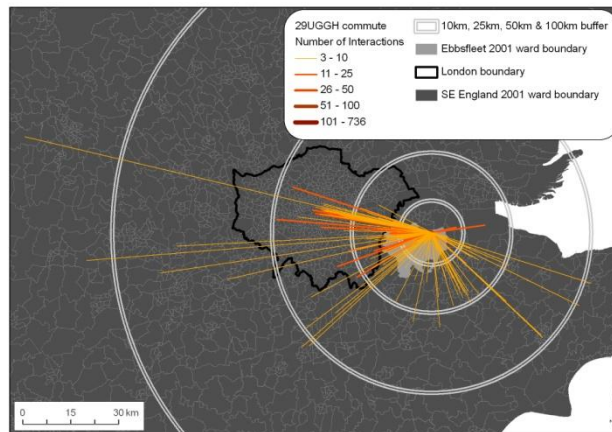 29UGGH commute
Number of Interactions
3 - 10
11 - 25
26 - 50
51 - 100
101 - 736
10km, 25km, 50km & 100km buffer
Ebbsfleet 2001 ward boundary
London boundary
SE England 2001 ward boundary
0 15 30 km